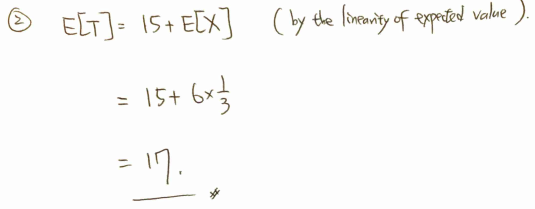 ② E[T] = 15 + E[X] ( by the linearity of expected value ).
= 15 + 6 × 1/3
= 17.